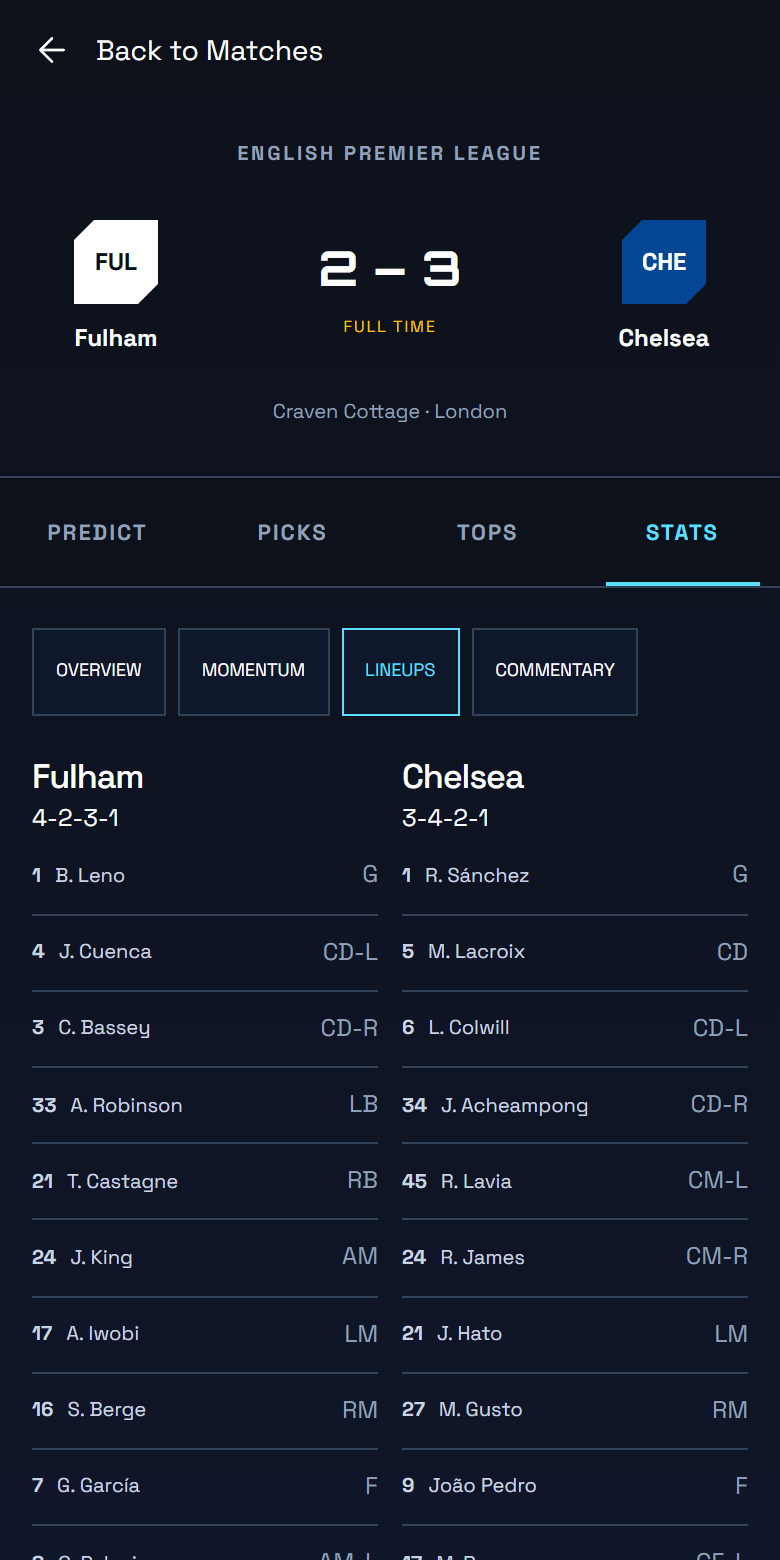 Back to Matches
ENGLISH PREMIER LEAGUE
FUL
2 – 3
CHE
FULL TIME
Fulham
Chelsea
Craven Cottage · London
PREDICT PICKS TOPS STATS
OVERVIEW MOMENTUM LINEUPS COMMENTARY
Fulham
4-2-3-1
1 B. Leno G
4 J. Cuenca CD-L
3 C. Bassey CD-R
33 A. Robinson LB
21 T. Castagne RB
24 J. King AM
17 A. Iwobi LM
16 S. Berge RM
7 G. García F
Chelsea
3-4-2-1
1 R. Sánchez G
5 M. Lacroix CD
6 L. Colwill CD-L
34 J. Acheampong CD-R
45 R. Lavia CM-L
24 R. James CM-R
21 J. Hato LM
27 M. Gusto RM
9 João Pedro F